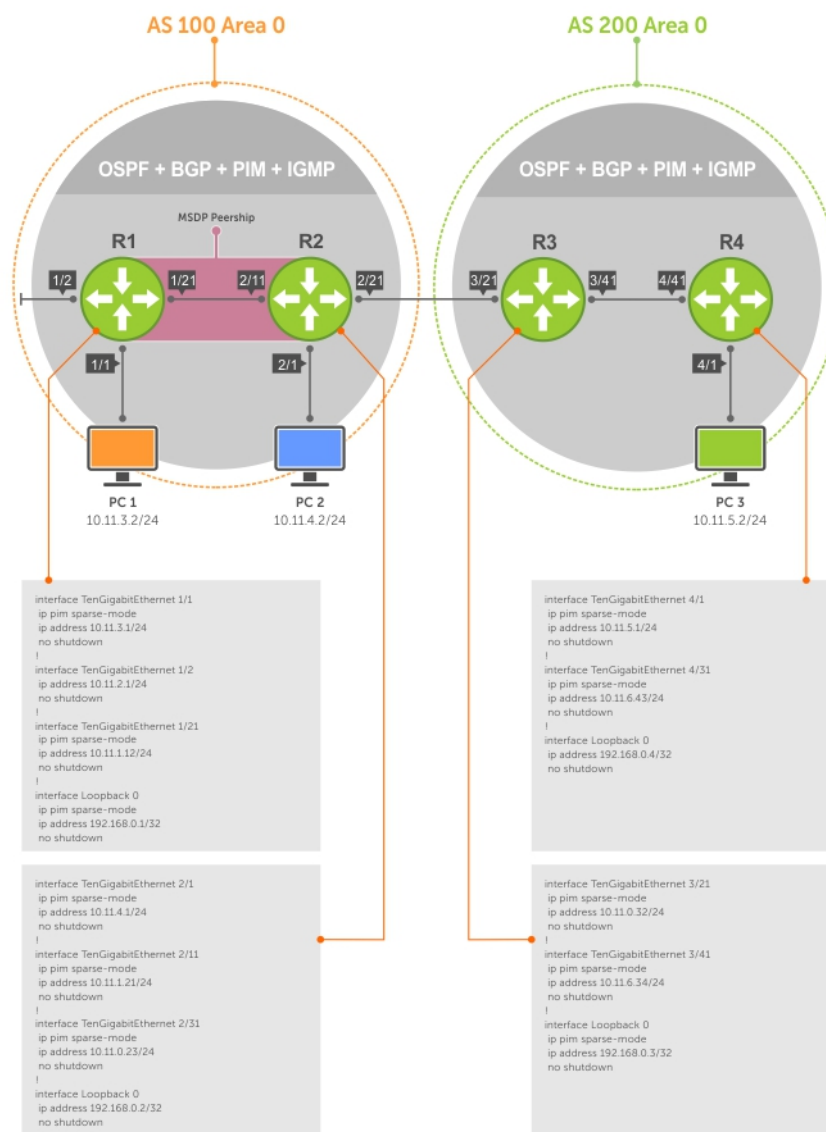 AS 100 Area 0
AS 200 Area 0
OSPF + BGP + PIM + IGMP
OSPF + BGP + PIM + IGMP
MSDP Peership
R1
R2
R3
R4
1/2
1/21
2/11
2/21
3/21
3/41
4/41
1/1
2/1
4/1
PC 1
10.11.3.2/24
PC 2
10.11.4.2/24
PC 3
10.11.5.2/24
interface TenGigabitEthernet 1/1
ip pim sparse-mode
ip address 10.11.3.1/24
no shutdown
!
interface TenGigabitEthernet 1/2
ip address 10.11.2.1/24
no shutdown
!
interface TenGigabitEthernet 1/21
ip pim sparse-mode
ip address 10.11.1.12/24
no shutdown
!
interface Loopback 0
ip pim sparse-mode
ip address 192.168.0.1/32
no shutdown
interface TenGigabitEthernet 4/1
ip pim sparse-mode
ip address 10.11.5.1/24
no shutdown
!
interface TenGigabitEthernet 4/31
ip pim sparse-mode
ip address 10.11.6.43/24
no shutdown
!
interface Loopback 0
ip address 192.168.0.4/32
no shutdown
interface TenGigabitEthernet 2/1
ip pim sparse-mode
ip address 10.11.4.1/24
no shutdown
!
interface TenGigabitEthernet 2/11
ip pim sparse-mode
ip address 10.11.1.21/24
no shutdown
!
interface TenGigabitEthernet 2/31
ip pim sparse-mode
ip address 10.11.0.23/24
no shutdown
!
interface Loopback 0
ip address 192.168.0.2/32
no shutdown
interface TenGigabitEthernet 3/21
ip pim sparse-mode
ip address 10.11.0.32/24
no shutdown
!
interface TenGigabitEthernet 3/41
ip pim sparse-mode
ip address 10.11.6.34/24
no shutdown
!
interface Loopback 0
ip pim sparse-mode
ip address 192.168.0.3/32
no shutdown